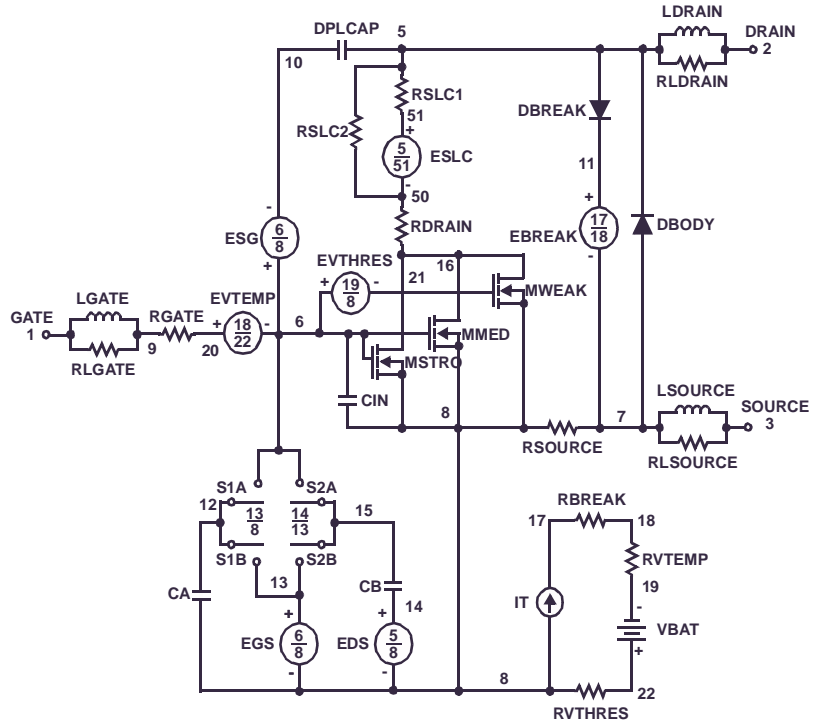 LDRAIN
DPLCAP 5 DRAIN
10 2
RLDRAIN
RSLC1
DBREAK
51
RSLC2 +
5
51
ESLC
11
-
50
- +
RDRAIN
6
8
ESG
17
18
EBREAK
DBODY
+ EVTHRES 16 -
+ 19
8
- 21
MWEAK
LGATE EVTEMP
GATE RGATE + 18
22
- 6
1 MMED
9 20
RLGATE MSTRO
CIN LSOURCE
8 7 SOURCE
3
RSOURCE
RLSOURCE
S1A S2A
12 13
8
14
13
15
RBREAK
17 18
S1B S2B
RVTEMP
13 CB
CA 19
IT
14 -
+ +
EGS 6
8
EDS 5
8
VBAT
+
- -
8
22
RVTHRES